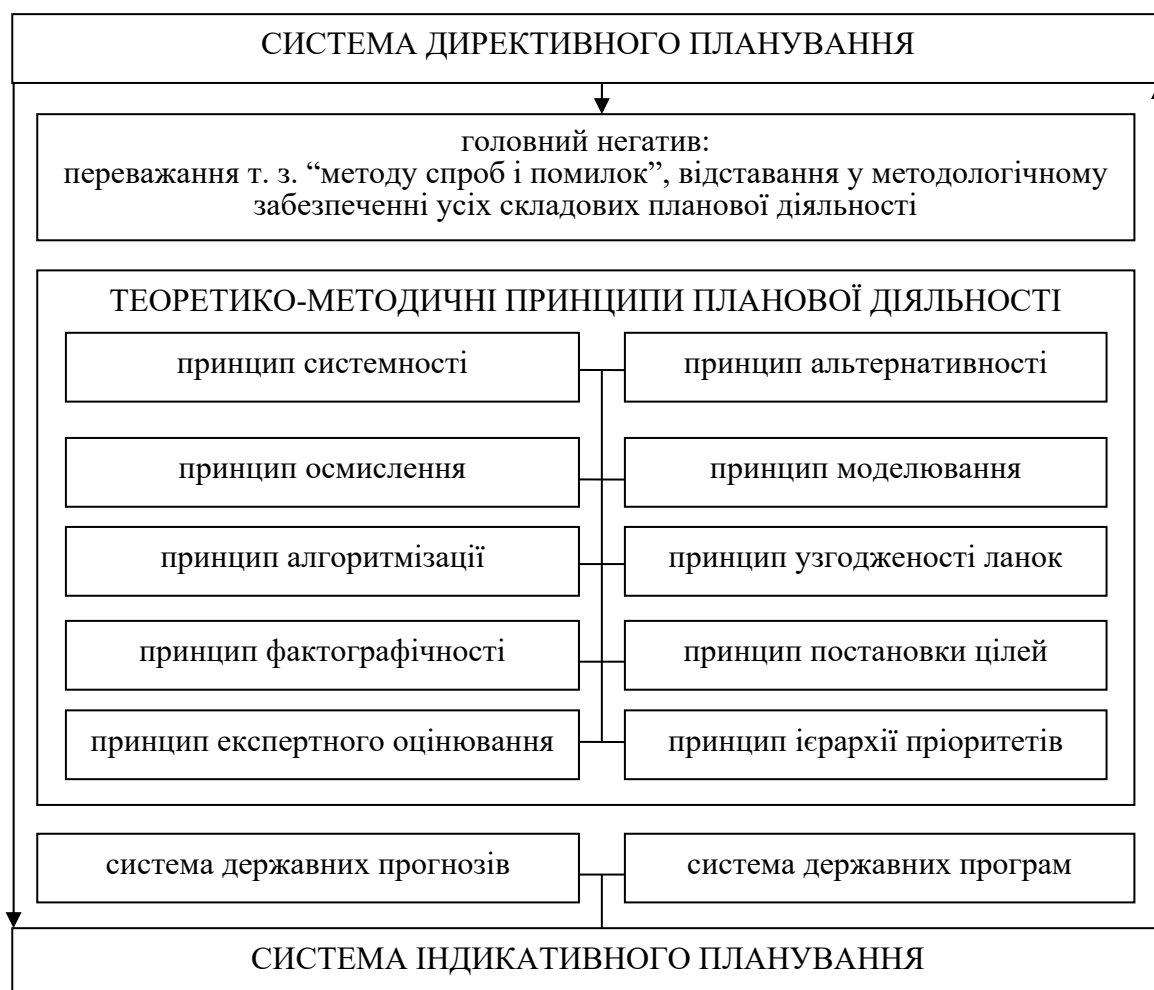 СИСТЕМА ДИРЕКТИВНОГО ПЛАНУВАННЯ
головний негатив:
переважання т. з. “методу спроб і помилок”, відставання у методологічному
забезпеченні усіх складових планової діяльності
ТЕОРЕТИКО-МЕТОДИЧНІ ПРИНЦИПИ ПЛАНОВОЇ ДІЯЛЬНОСТІ
принцип системності
принцип альтернативності
принцип осмислення
принцип моделювання
принцип алгоритмізації
принцип узгодженості ланок
принцип фактографічності
принцип постановки цілей
принцип експертного оцінювання
принцип ієрархії пріоритетів
система державних прогнозів
система державних програм
СИСТЕМА ІНДИКАТИВНОГО ПЛАНУВАННЯ